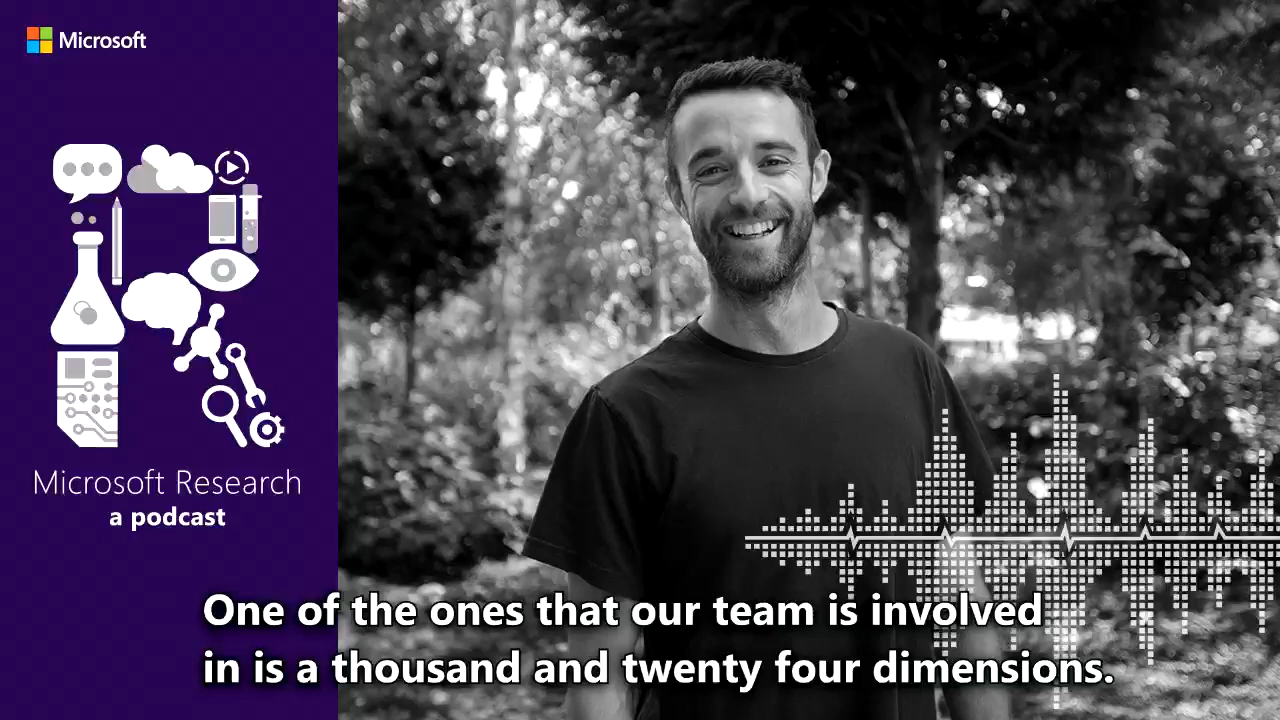 Microsoft
Microsoft Research
a podcast
One of the ones that our team is involved
in is a thousand and twenty four dimensions.